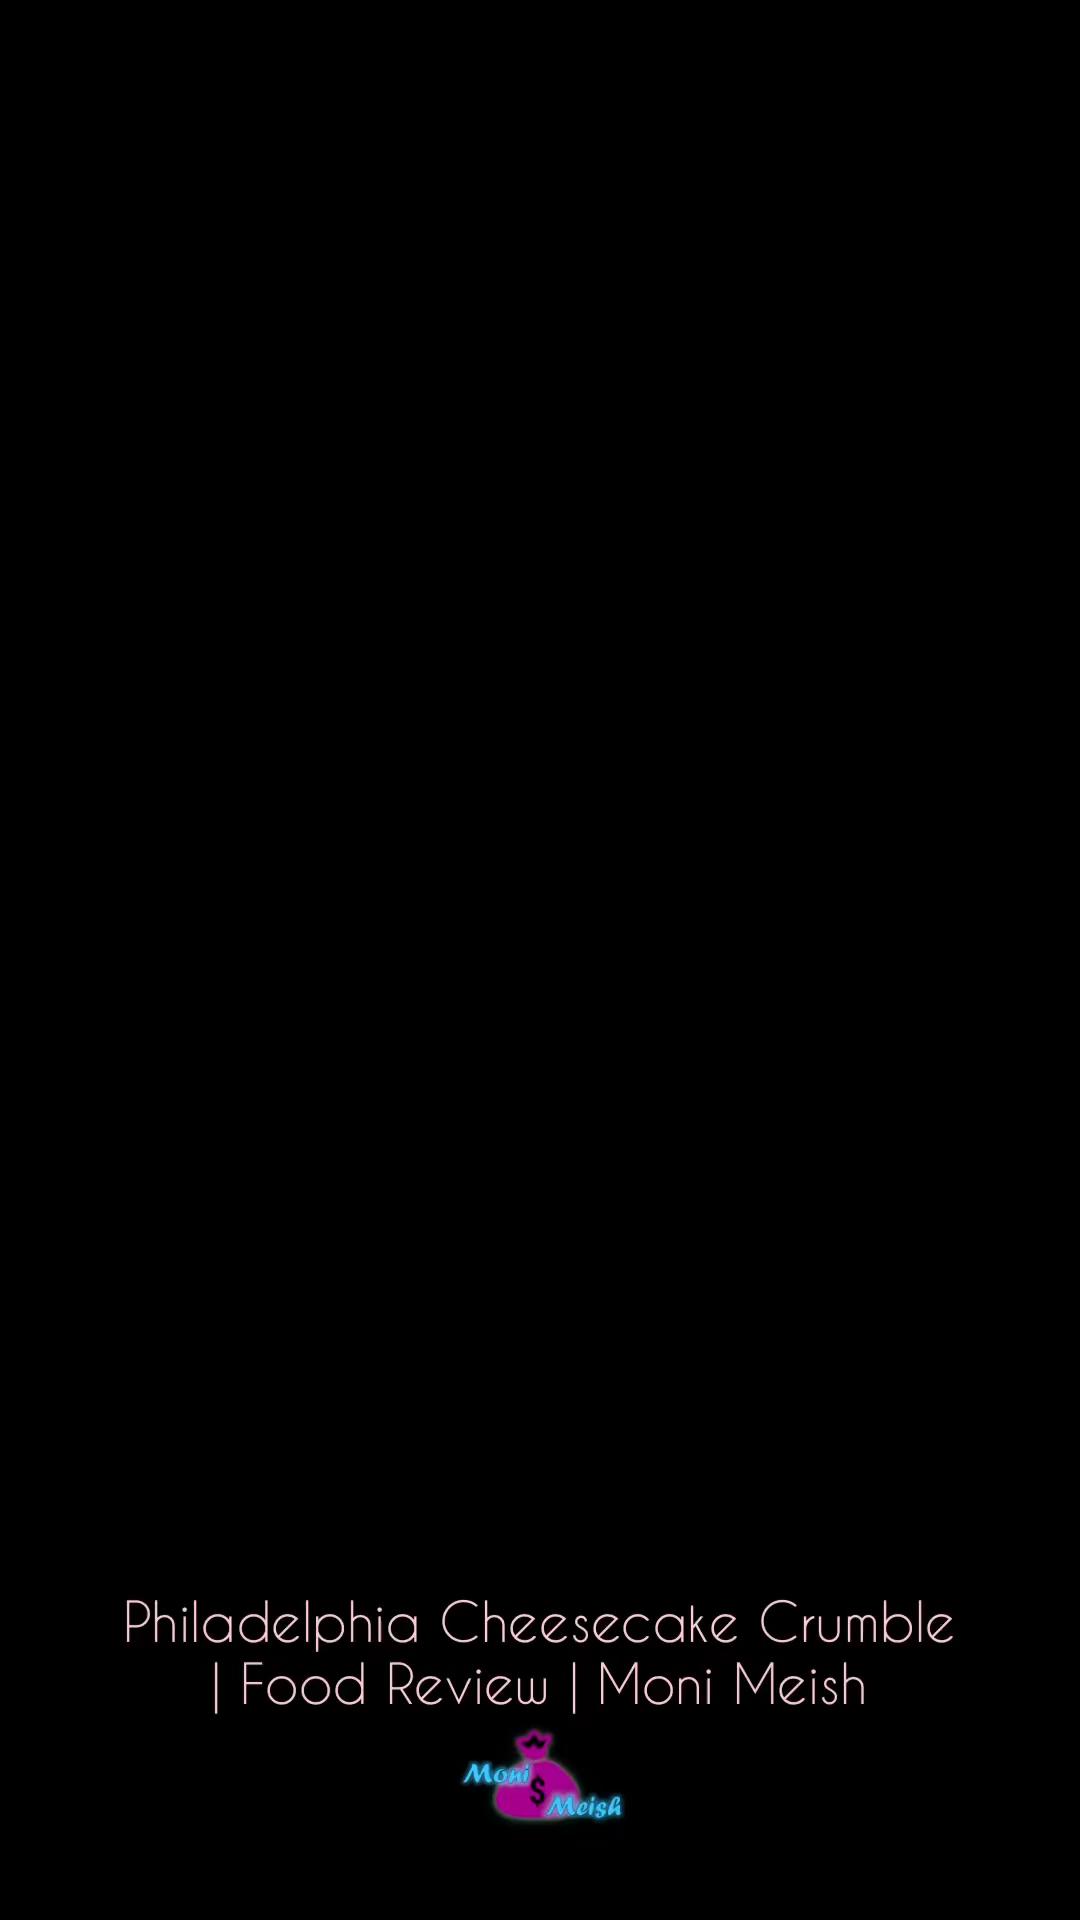 Philadelphia Cheesecake Crumble
| Food Review | Moni Meish
Moni
$
Meish